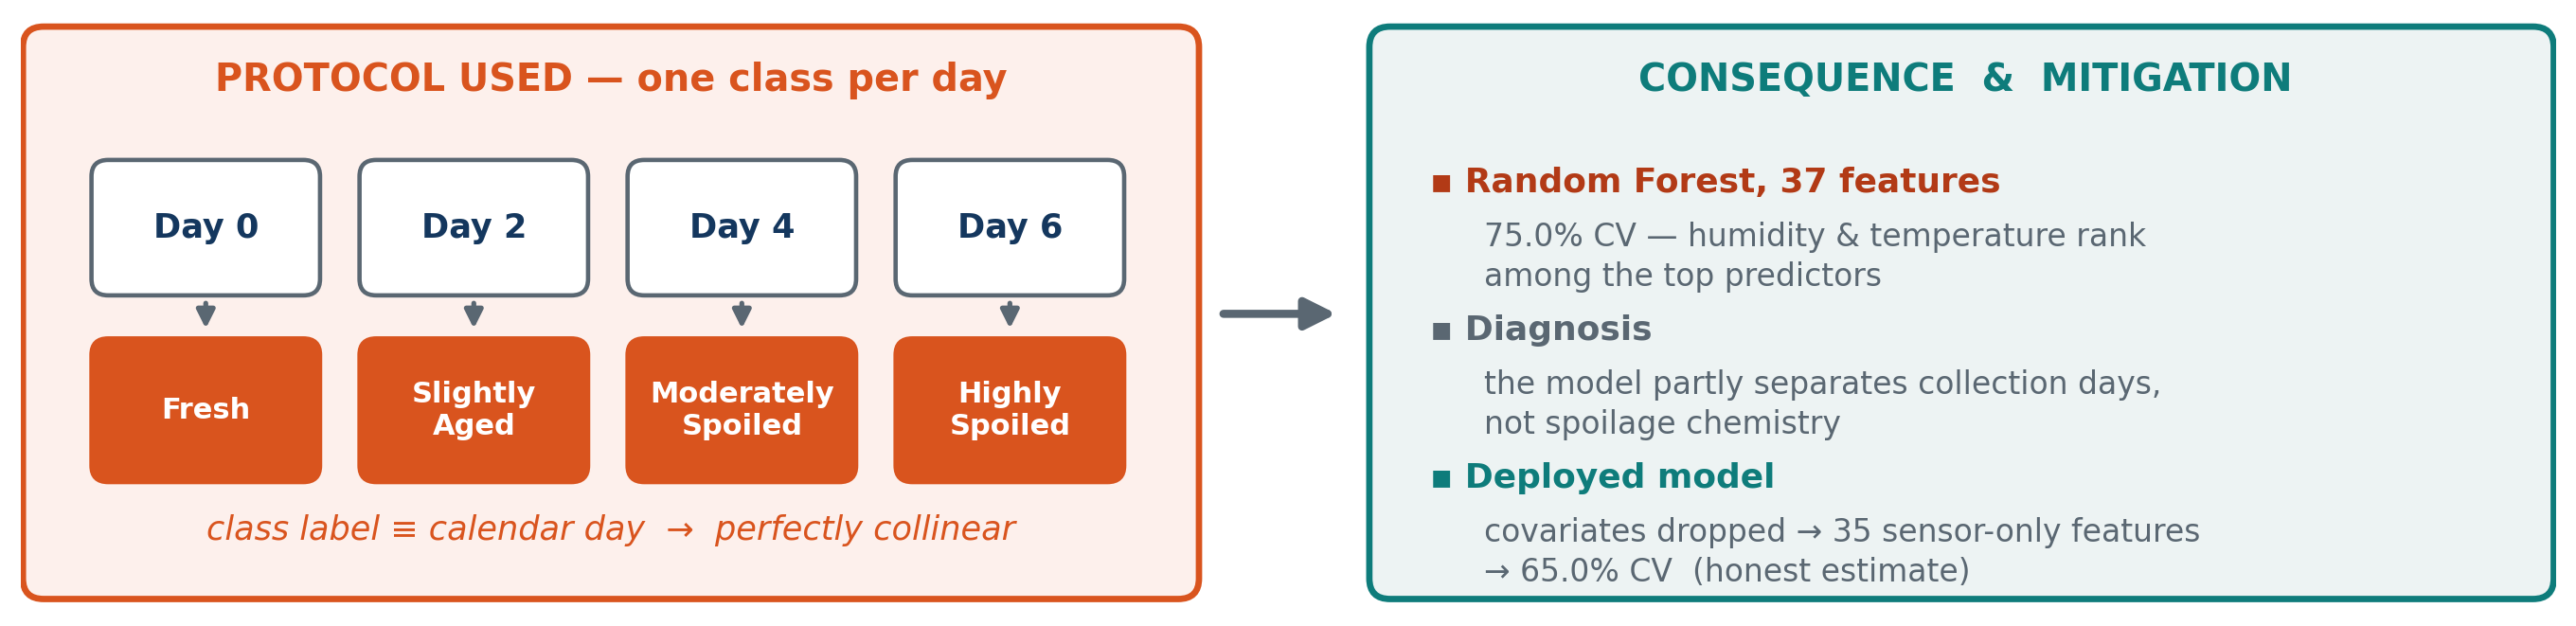 PROTOCOL USED — one class per day
Day 0
Day 2
Day 4
Day 6
Fresh
Slightly
Aged
Moderately
Spoiled
Highly
Spoiled
class label ≡ calendar day → perfectly collinear
CONSEQUENCE & MITIGATION
▪ Random Forest, 37 features
75.0% CV — humidity & temperature rank
among the top predictors
▪ Diagnosis
the model partly separates collection days,
not spoilage chemistry
▪ Deployed model
covariates dropped → 35 sensor-only features
→ 65.0% CV (honest estimate)